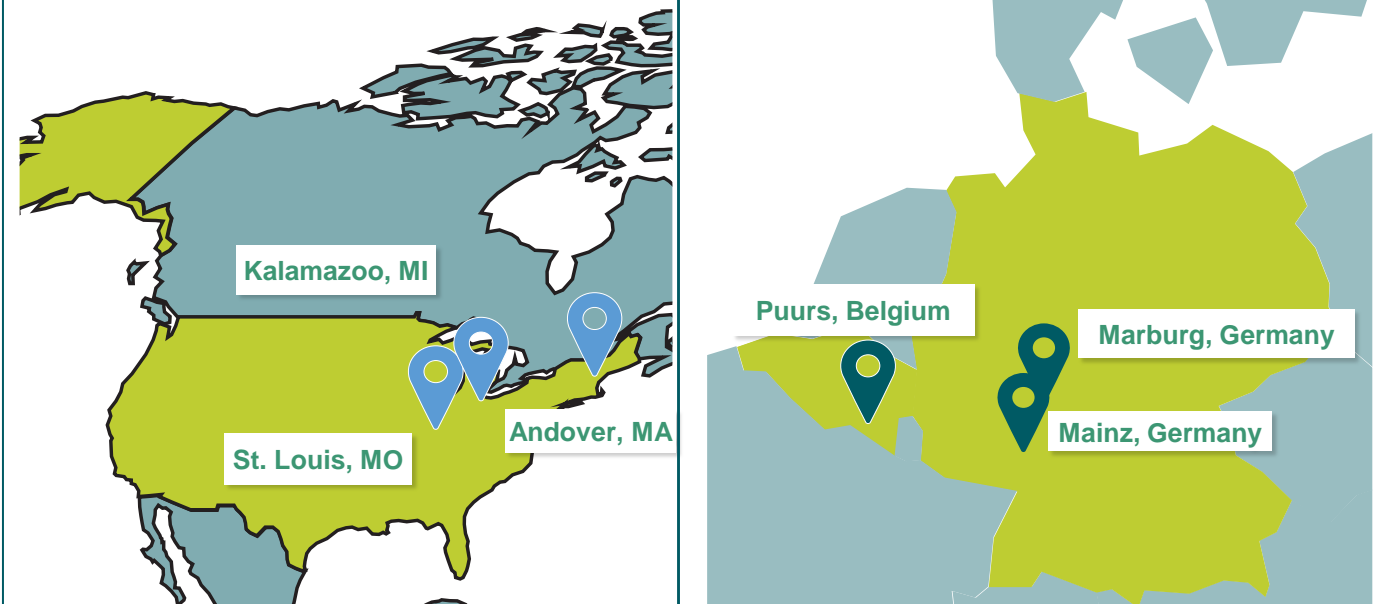 Kalamazoo, MI
St. Louis, MO
Andover, MA
Puurs, Belgium
Marburg, Germany
Mainz, Germany